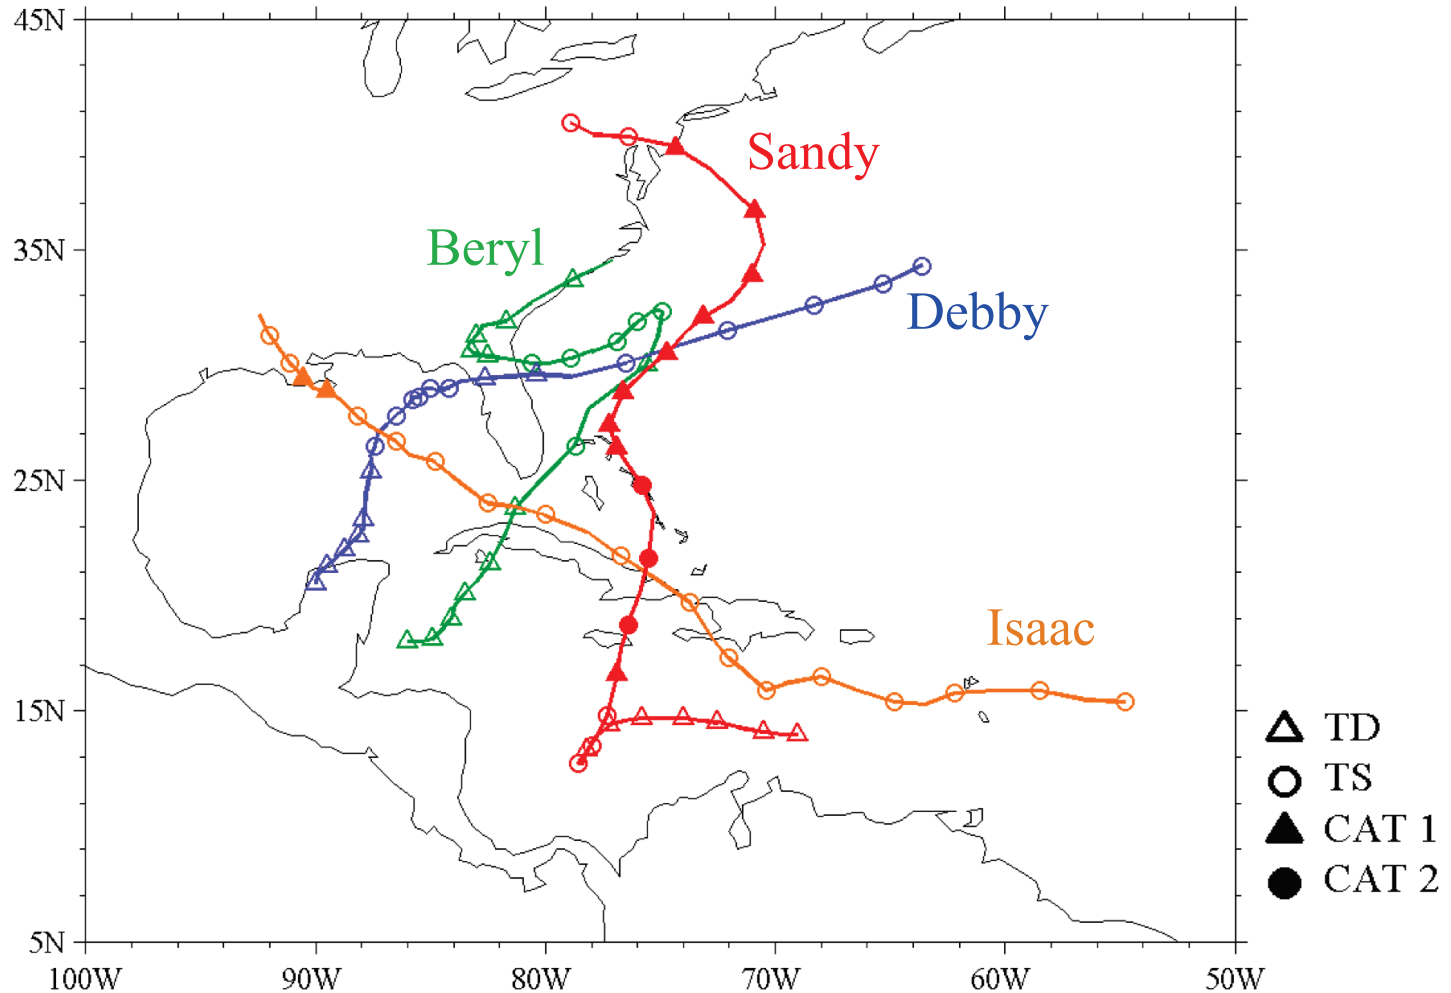 45N
Sandy
Beryl
35N
Debby
25N
Isaac
15N
TD
TS
CAT 1
CAT 2
5N
100W 90W 80W 70W 60W 50W